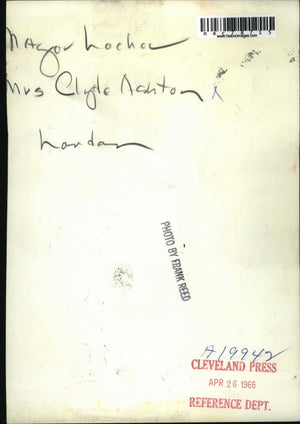 Mayor Locher
Mrs Clyde Ashton x
PHOTO BY FRANK REED
A19942
CLEVELAND PRESS
APR 26 1966
REFERENCE DEPT.